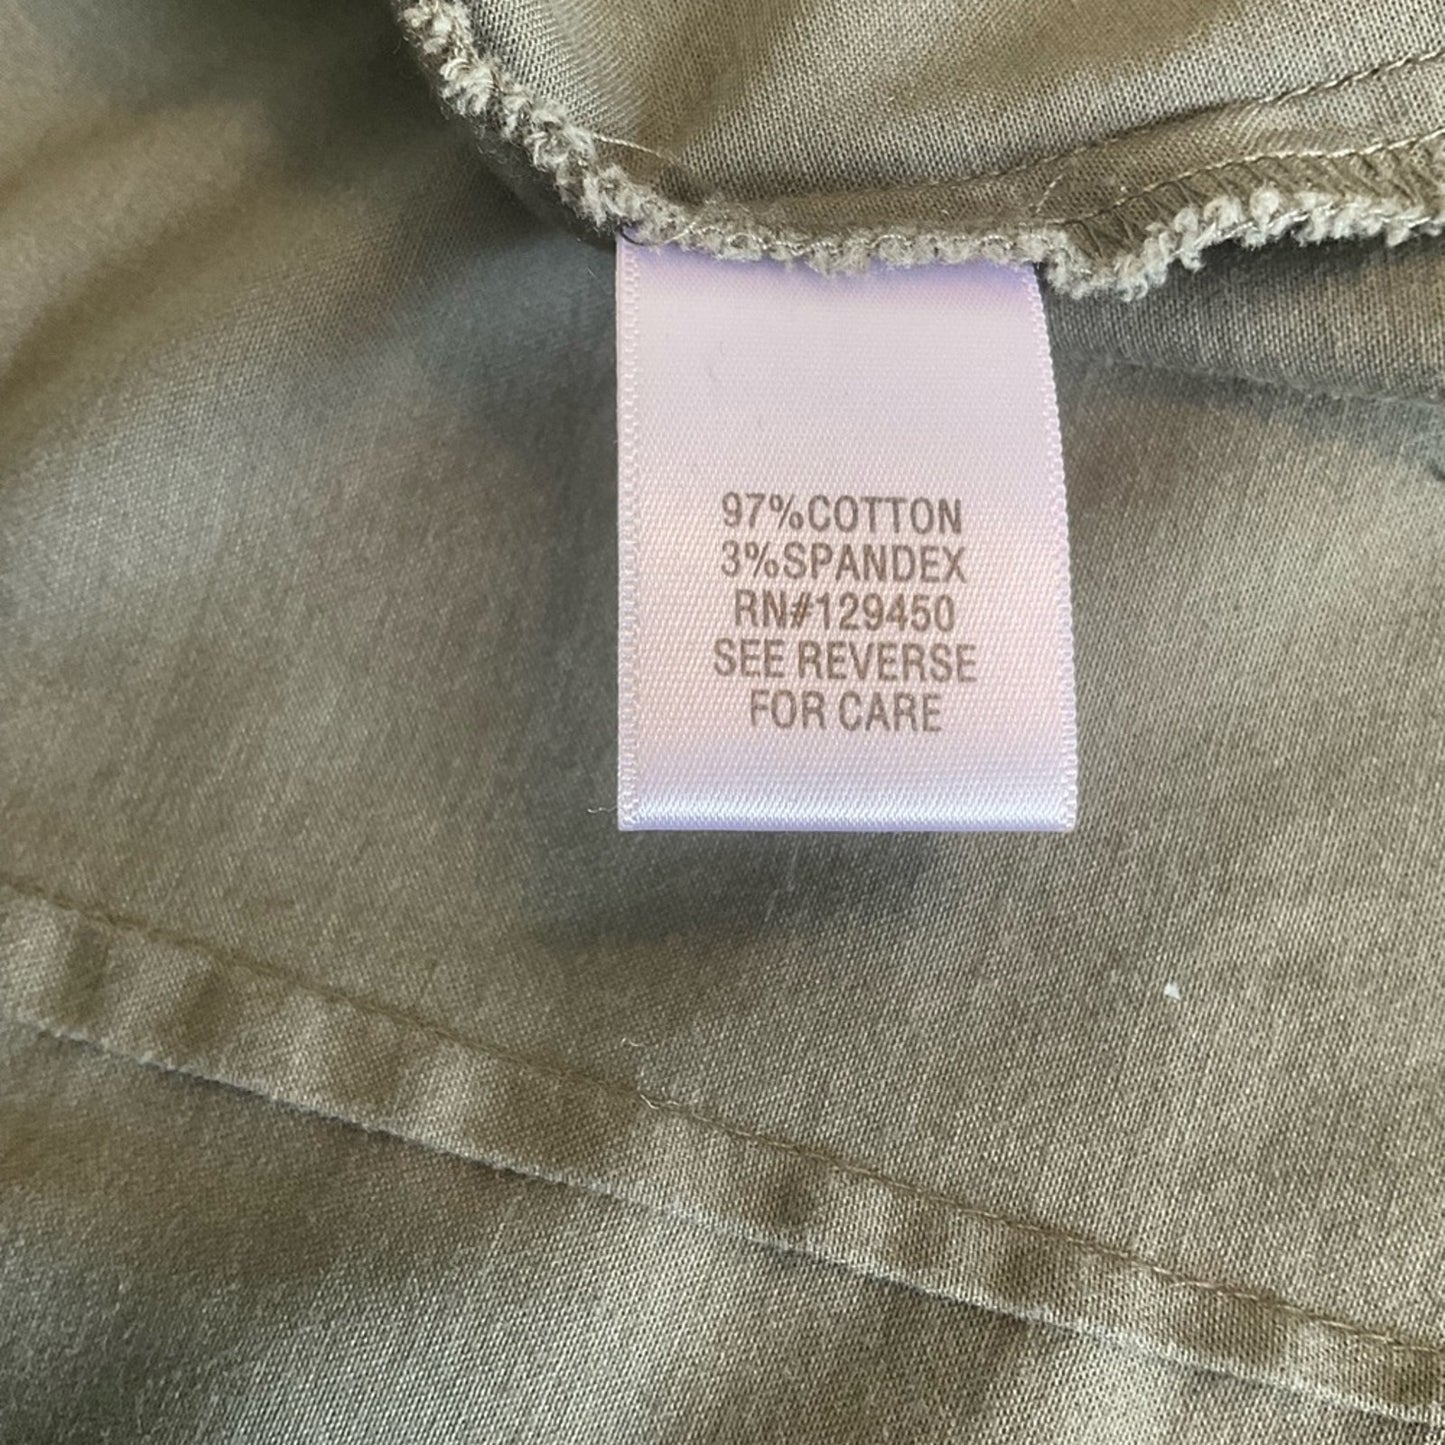 97%COTTON
3%SPANDEX
RN#129450
SEE REVERSE
FOR CARE